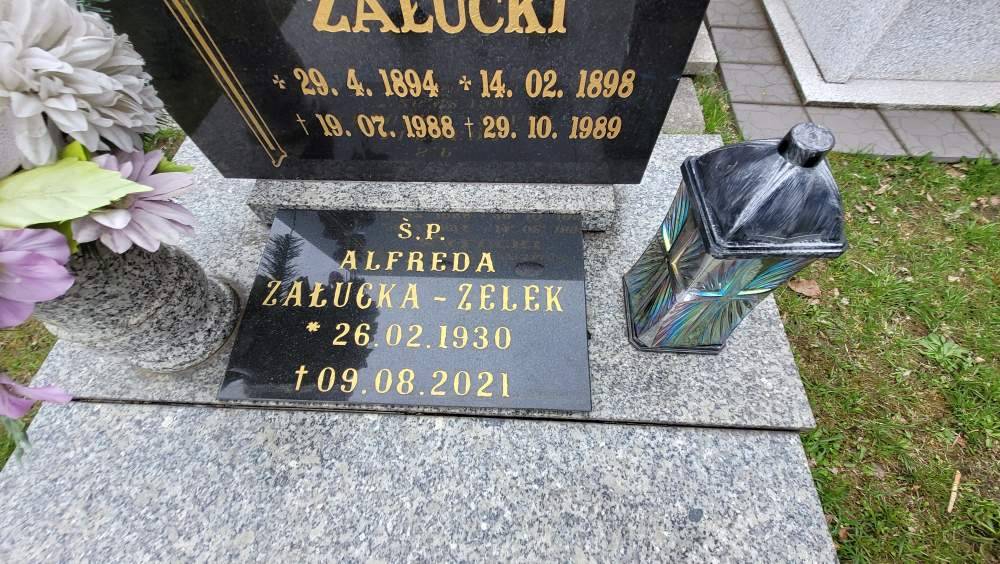 ZAŁUCKI
* 29. 4. 1894 * 14. 02. 1898
† 19. 07. 1988 † 29. 10. 1989
Ś.P.
ALFREDA
ZAŁUCKA - ZELEK
* 26.02.1930
† 09.08.2021